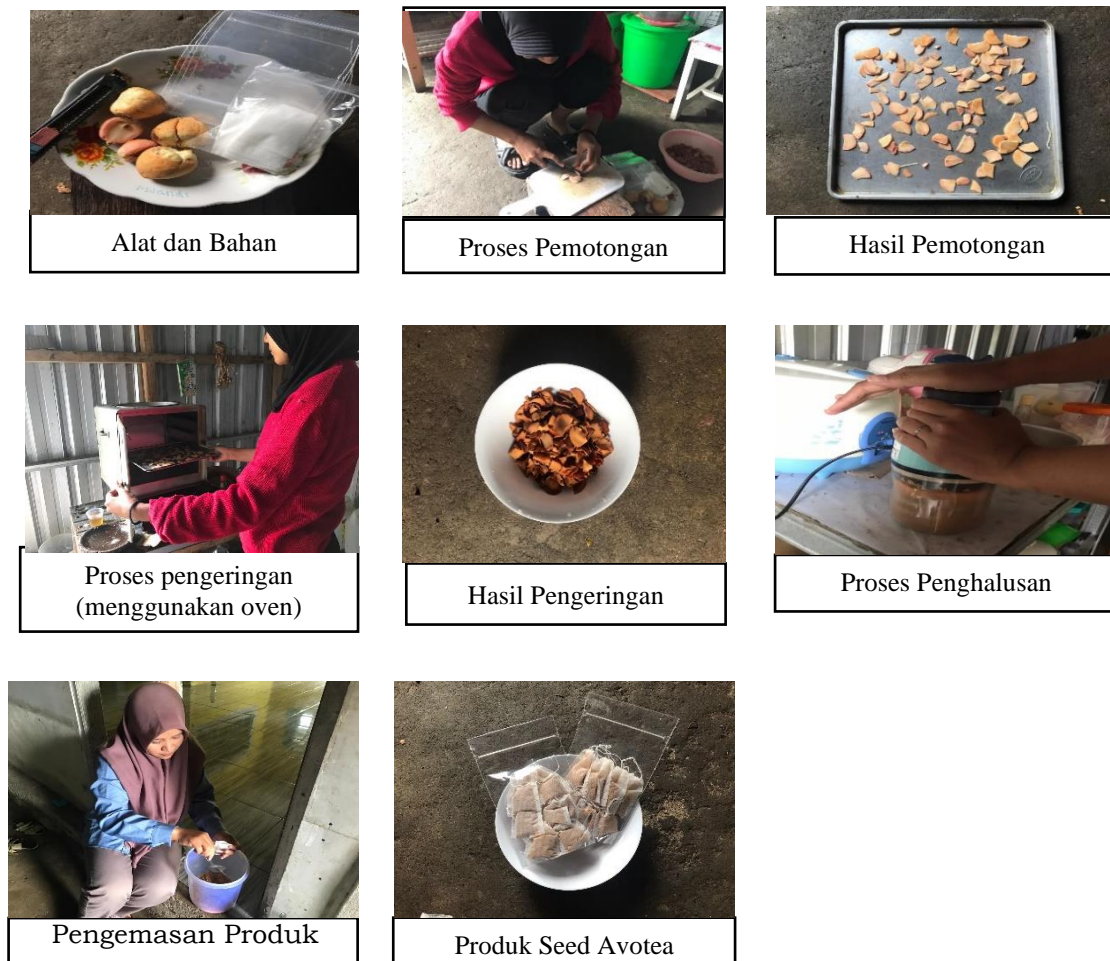 Alat dan Bahan
Proses Pemotongan
Hasil Pemotongan
Proses pengeringan
(menggunakan oven)
Hasil Pengeringan
Proses Penghalusan
Pengemasan Produk
Produk Seed Avotea